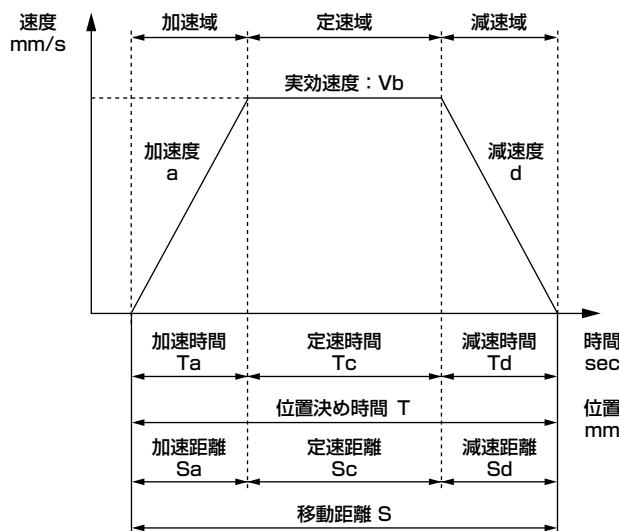 速度
mm/s
加速域
定速域
減速域
実効速度：Vb
加速度
a
減速度
d
加速時間
Ta
定速時間
Tc
減速時間
Td
時間
sec
位置決め時間 T
位置
mm
加速距離
Sa
定速距離
Sc
減速距離
Sd
移動距離 S